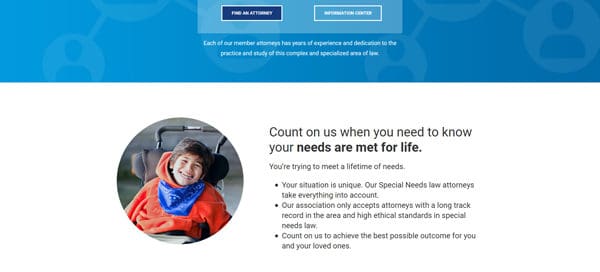 FIND AN ATTORNEY
INFORMATION CENTER
Each of our member attorneys has years of experience and dedication to the
practice and study of this complex and specialized area of law.
Count on us when you need to know
your needs are met for life.
You're trying to meet a lifetime of needs.
• Your situation is unique. Our Special Needs law attorneys
take everything into account.
• Our association only accepts attorneys with a long track
record in the area and high ethical standards in special
needs law.
• Count on us to achieve the best possible outcome for you
and your loved ones.